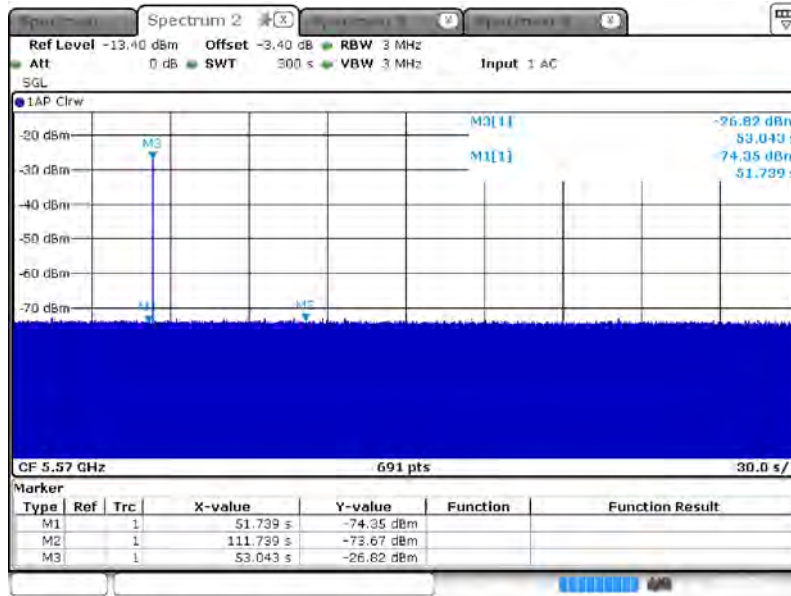 Spectrum 2
Ref Level -13.40 dBm Offset -3.40 dB RBW 3 MHz
Att 0 dB SWT 300 s VBW 3 MHz Input 1 AC
SGL
1AP Clrw
M3[1] -26.82 dBm
53.043 s
M1[1] -74.35 dBm
51.739 s
-20 dBm
M3
-30 dBm
-40 dBm
-50 dBm
-60 dBm
-70 dBm
M1 M2
CF 5.57 GHz 691 pts 30.0 s/
Marker
Type Ref Trc X-value Y-value Function Function Result
M1 1 51.739 s -74.35 dBm
M2 1 111.739 s -73.67 dBm
M3 1 53.043 s -26.82 dBm